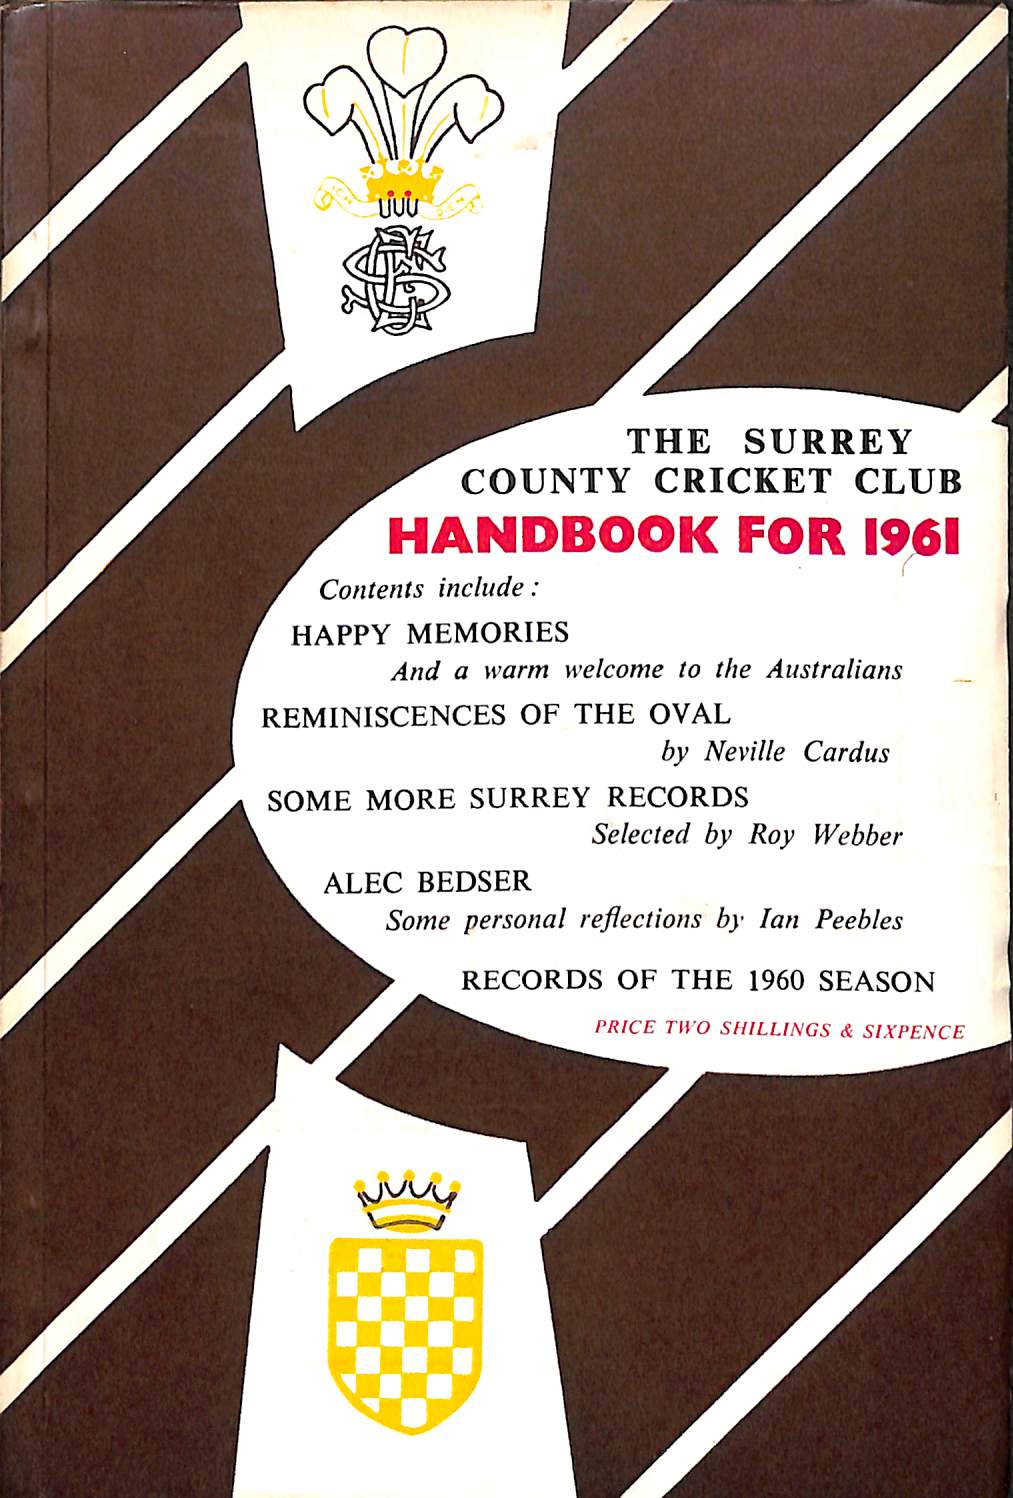 ICH DIEN
THE SURREY
COUNTY CRICKET CLUB
HANDBOOK FOR 1961
Contents include :
HAPPY MEMORIES
And a warm welcome to the Australians
REMINISCENCES OF THE OVAL
by Neville Cardus
SOME MORE SURREY RECORDS
Selected by Roy Webber
ALEC BEDSER
Some personal reflections by Ian Peebles
RECORDS OF THE 1960 SEASON
PRICE TWO SHILLINGS & SIXPENCE